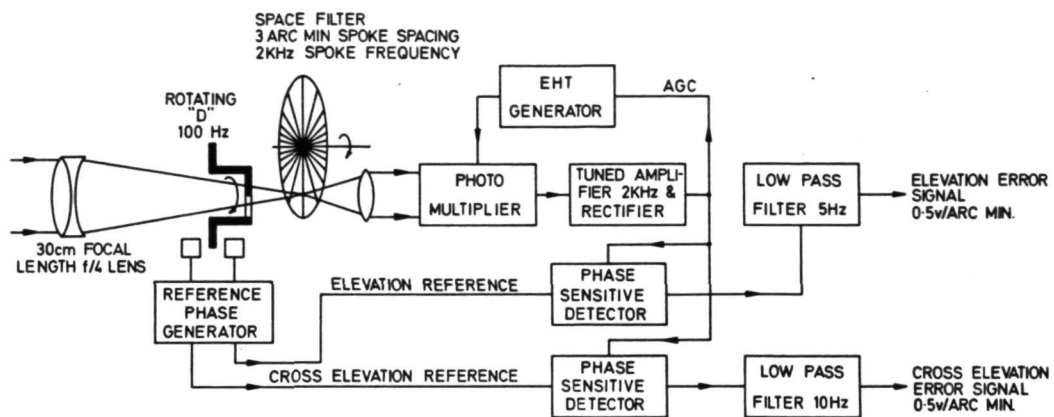 SPACE FILTER
3 ARC MIN SPOKE SPACING
2KHz SPOKE FREQUENCY
ROTATING
"D"
100 Hz
30cm FOCAL
LENGTH f/4 LENS
EHT
GENERATOR
AGC
PHOTO
MULTIPLIER
TUNED AMPLI-
FIER 2KHz &
RECTIFIER
LOW PASS
FILTER 5Hz
ELEVATION ERROR
SIGNAL
0·5v/ARC MIN.
REFERENCE
PHASE
GENERATOR
ELEVATION REFERENCE
PHASE
SENSITIVE
DETECTOR
CROSS ELEVATION REFERENCE
PHASE
SENSITIVE
DETECTOR
LOW PASS
FILTER 10Hz
CROSS ELEVATION
ERROR SIGNAL
0·5v/ARC MIN.